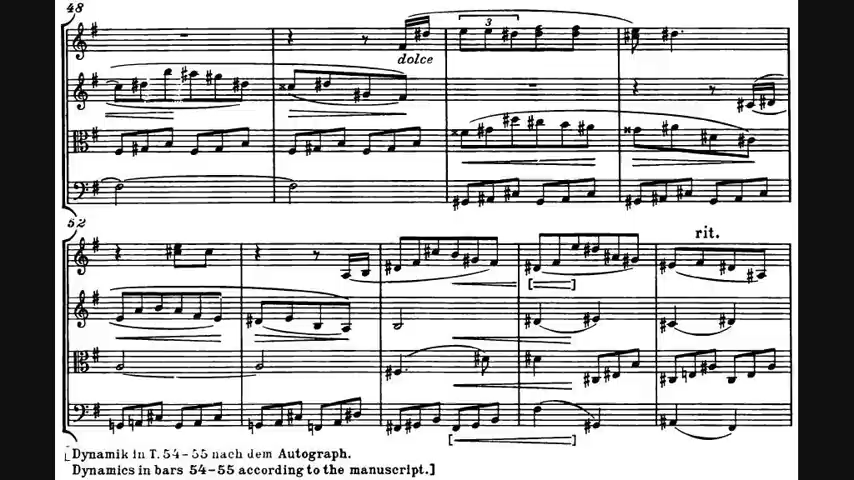 48
dolce
3
52
rit.
[Dynamik in T. 54-55 nach dem Autograph.
Dynamics in bars 54-55 according to the manuscript.]